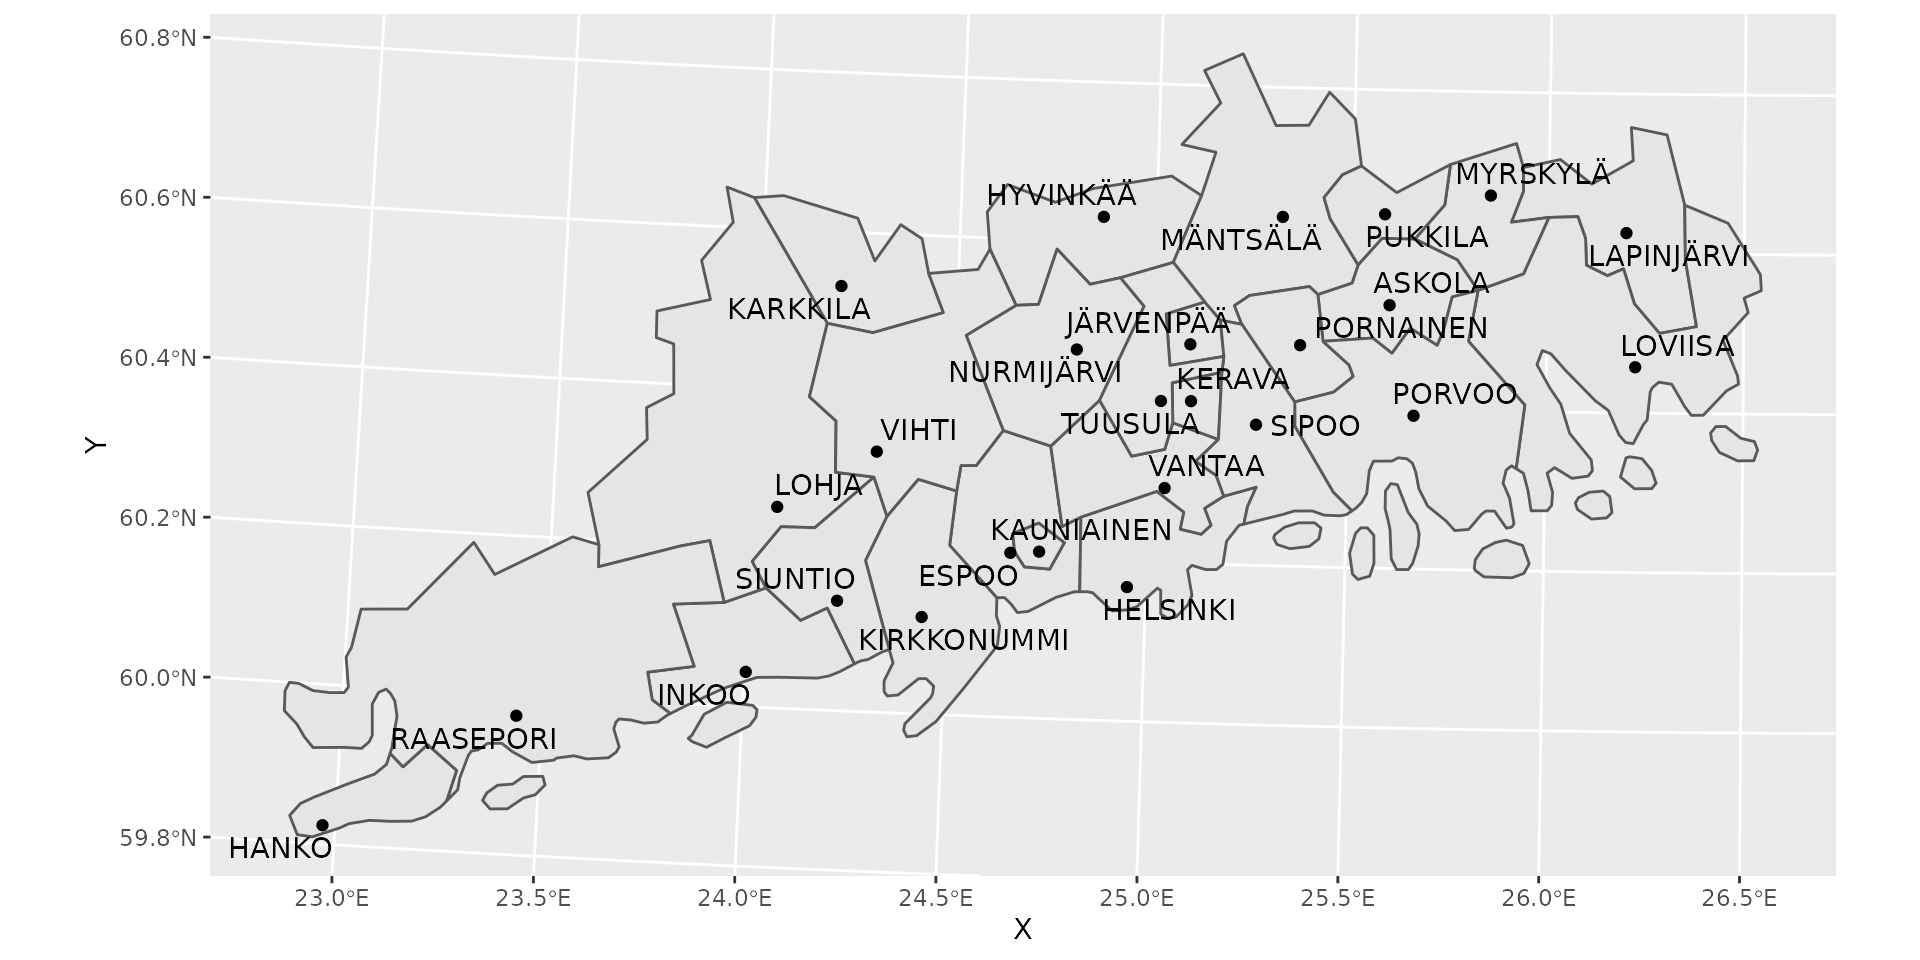 60.8°N
60.6°N
60.4°N
60.2°N
60.0°N
59.8°N
Y
MYRSKYLÄ
HYVINKÄÄ
MÄNTSÄLÄ
PUKKILA
LAPINJÄRVI
KARKKILA
ASKOLA
JÄRVENPÄÄ
PORNAINEN
LOVIISA
NURMIJÄRVI
KERAVA
PORVOO
TUUSULA
SIPOO
VIHTI
VANTAA
LOHJA
KAUNIAINEN
SIUNTIO
ESPOO
HELSINKI
KIRKKONUMMI
INKOO
RAASEPORI
HANKO
23.0°E 23.5°E 24.0°E 24.5°E 25.0°E 25.5°E 26.0°E 26.5°E
X